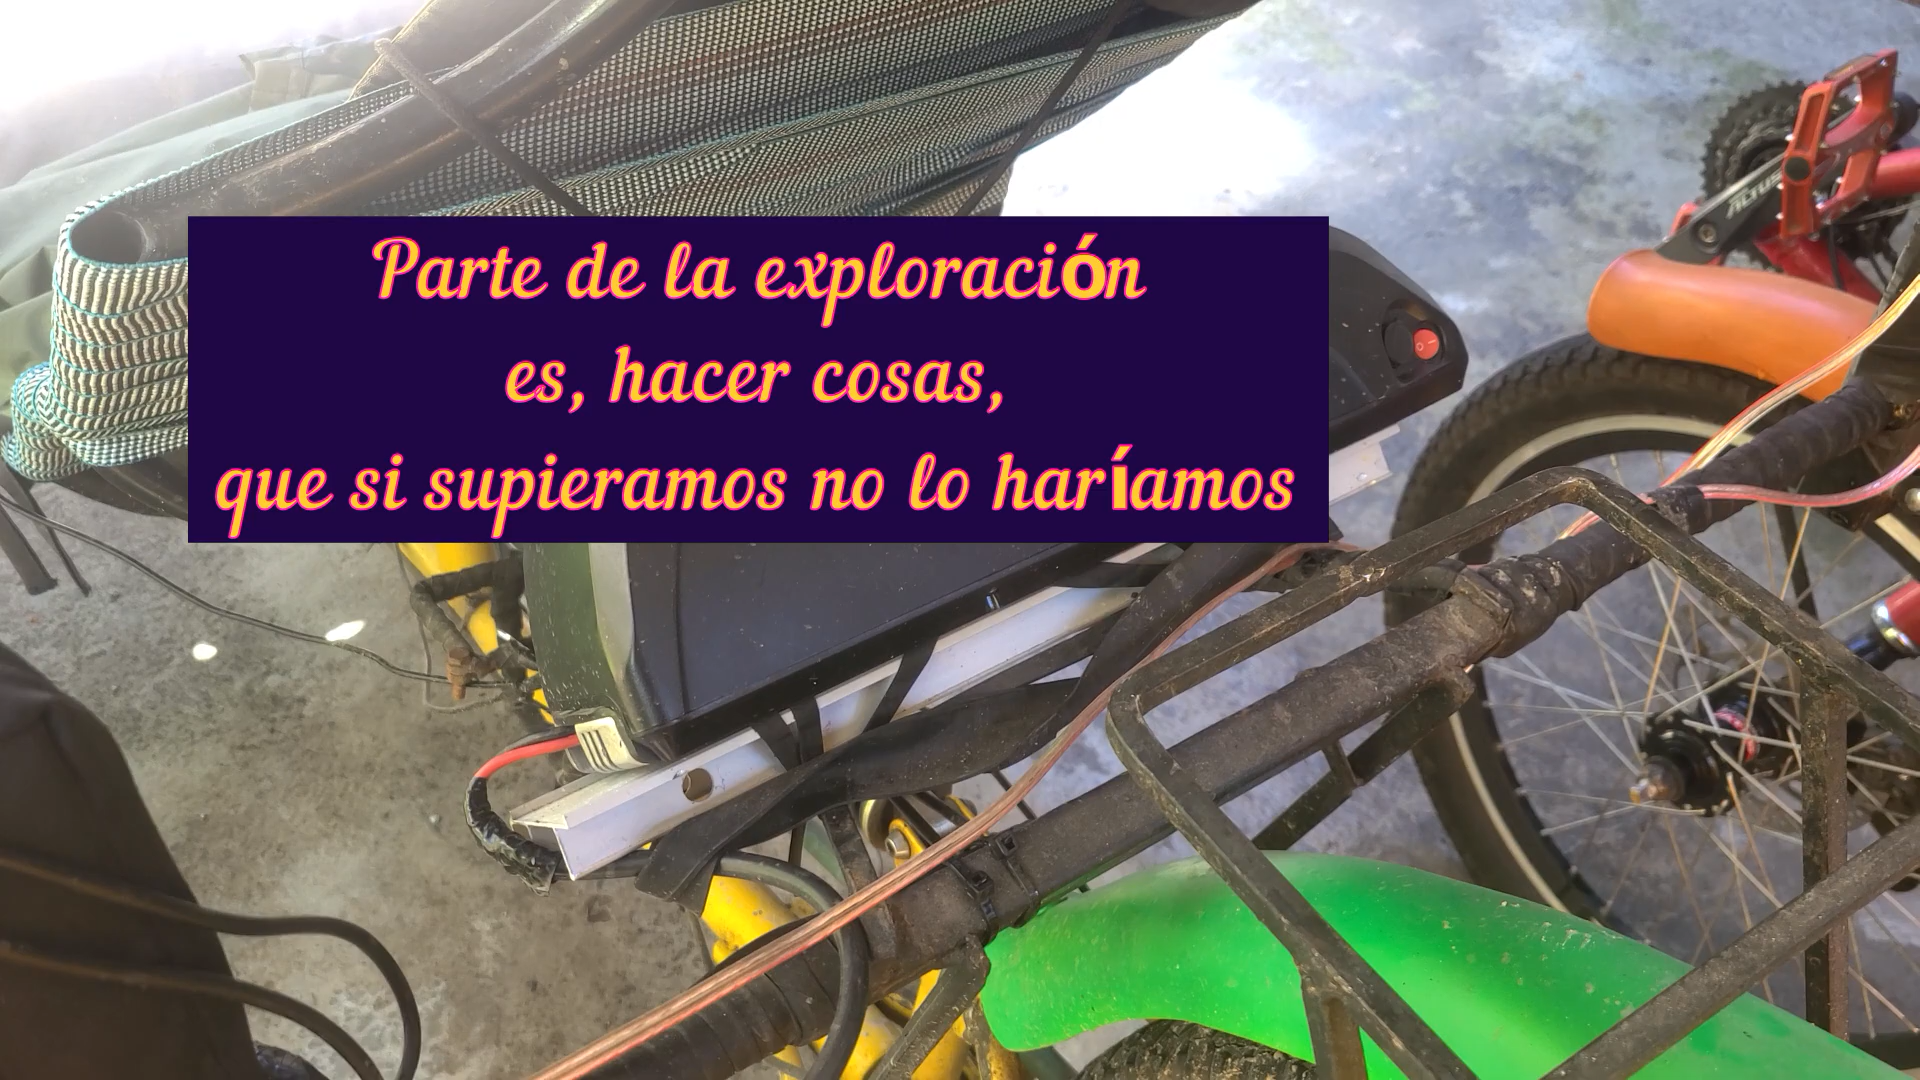 Parte de la exploración
es, hacer cosas,
que si supieramos no lo haríamos